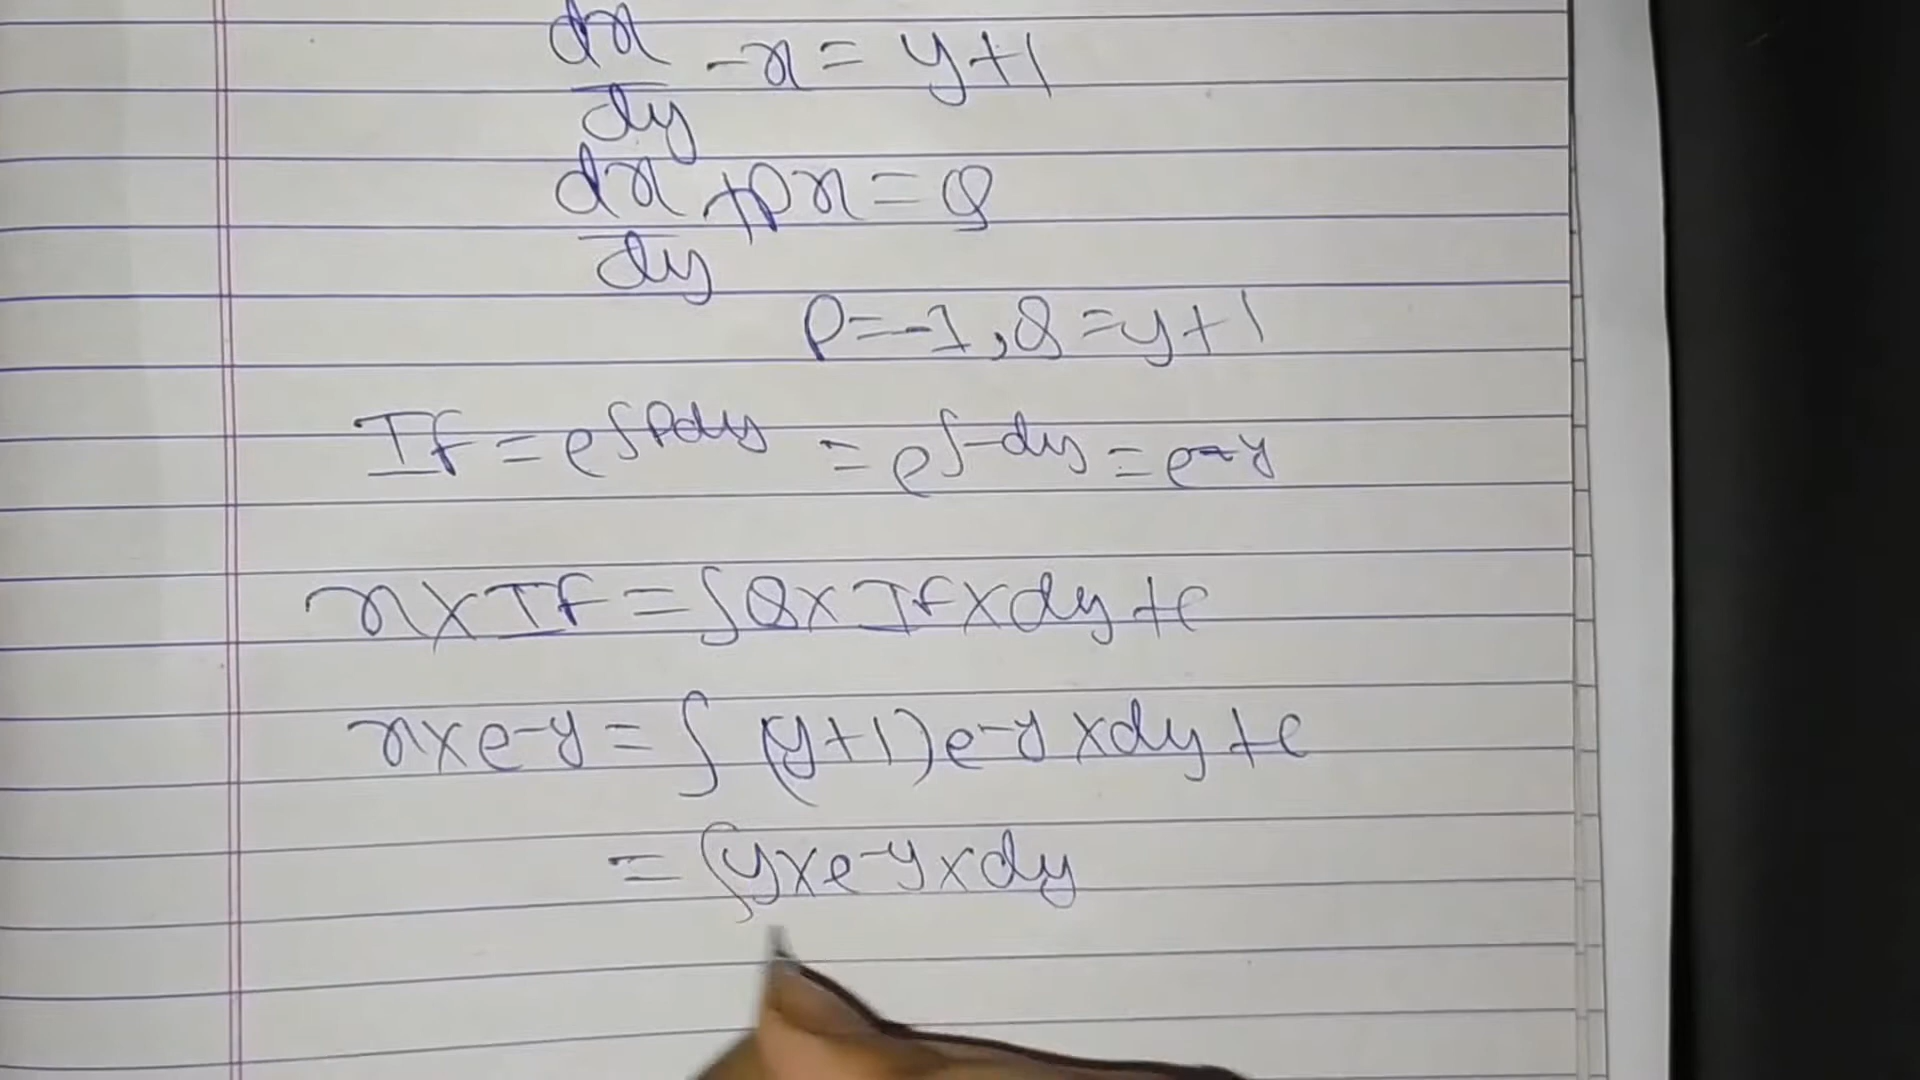 dx/dy - x = y+1
dx/dy + Px = Q
P = -1, Q = y+1
If = e^∫Pdy = e^∫-dy = e^-y
x × If = ∫Q × If × dy + c
x × e^-y = ∫ (y+1) e^-y × dy + c
= ∫y × e^-y × dy